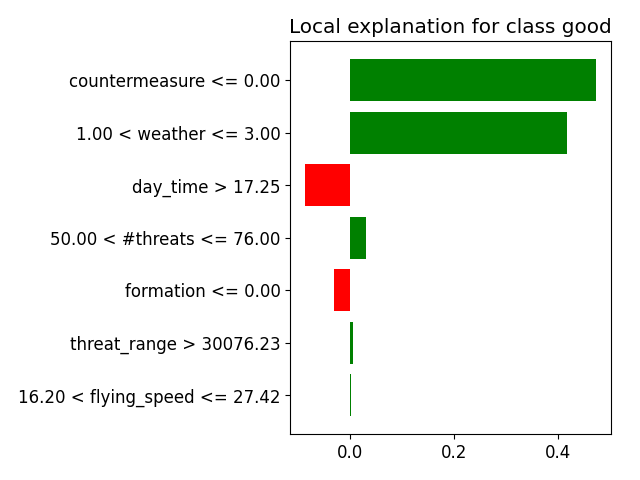 Local explanation for class good
countermeasure <= 0.00
1.00 < weather <= 3.00
day_time > 17.25
50.00 < #threats <= 76.00
formation <= 0.00
threat_range > 30076.23
16.20 < flying_speed <= 27.42
0.0 0.2 0.4